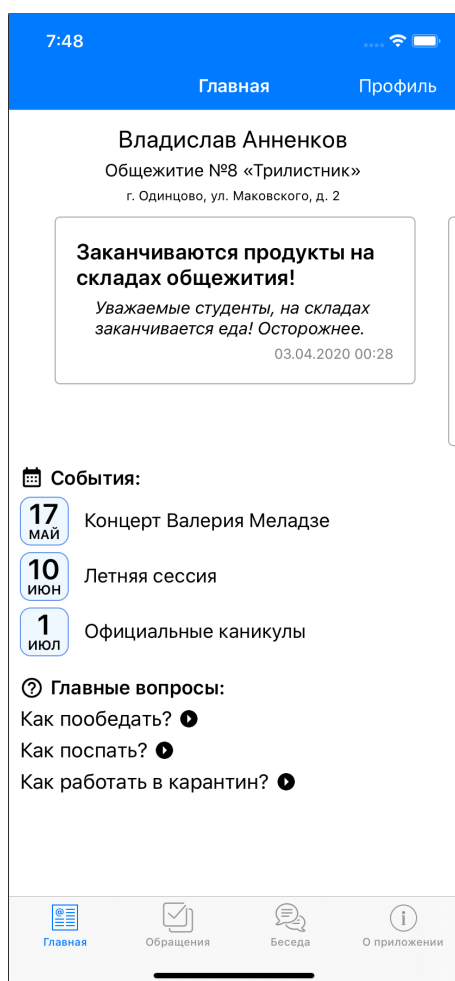 7:48
Главная
Профиль
Владислав Анненков
Общежитие №8 «Трилистник»
г. Одинцово, ул. Маковского, д. 2
Заканчиваются продукты на
складах общежития!
Уважаемые студенты, на складах
заканчивается еда! Осторожнее.
03.04.2020 00:28
События:
17
МАЙ
Концерт Валерия Меладзе
10
ИЮН
Летняя сессия
1
ИЮЛ
Официальные каникулы
Главные вопросы:
Как пообедать?
Как поспать?
Как работать в карантин?
Главная
Обращения
Беседа
О приложении